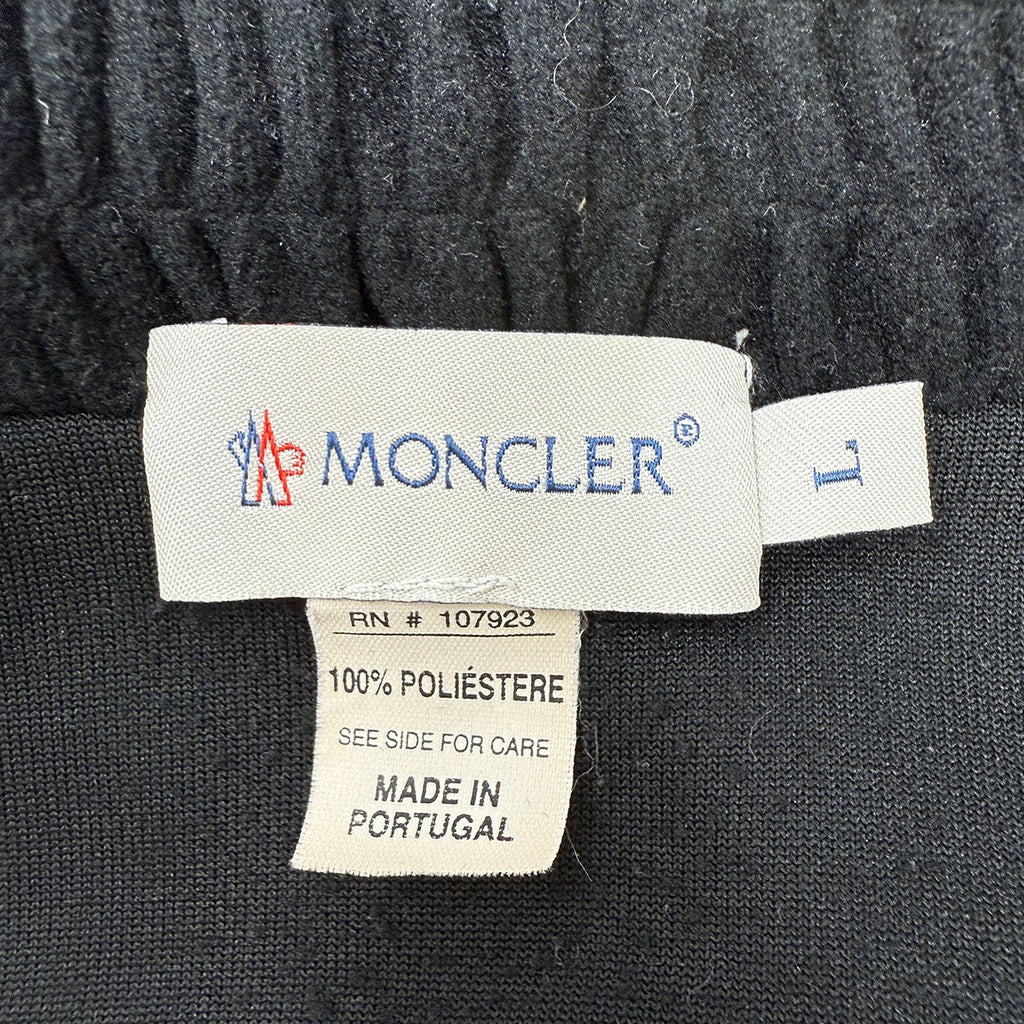 MONCLER®
L
RN # 107923
100% POLIÉSTERE
SEE SIDE FOR CARE
MADE IN
PORTUGAL